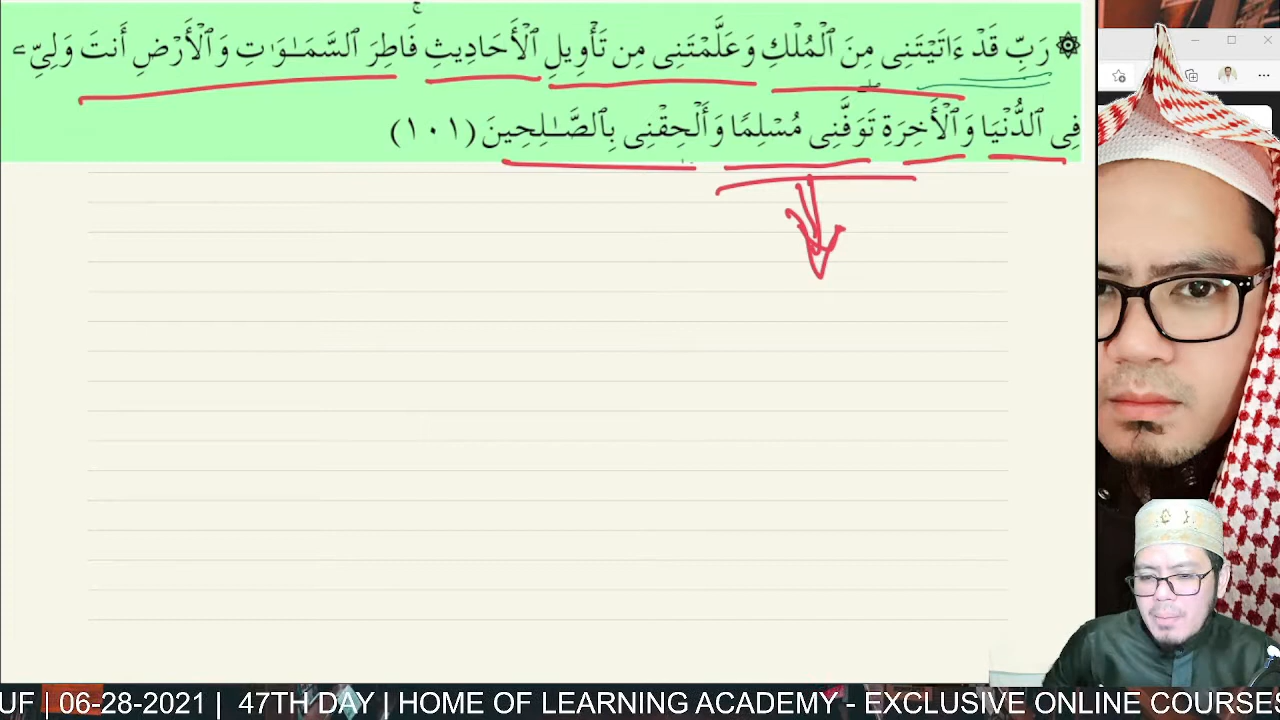 ۞ رَبِّ قَدْ ءَاتَيْتَنِى مِنَ ٱلْمُلْكِ وَعَلَّمْتَنِى مِن تَأْوِيلِ ٱلْأَحَادِيثِ ۚ فَاطِرَ ٱلسَّمَـٰوَٰتِ وَٱلْأَرْضِ أَنتَ وَلِىِّۦ
فِى ٱلدُّنْيَا وَٱلْأَخِرَةِ ۖ تَوَفَّنِى مُسْلِمًا وَأَلْحِقْنِى بِٱلصَّـٰلِحِينَ (١٠١)
UF | 06-28-2021 | 47TH DAY | HOME OF LEARNING ACADEMY - EXCLUSIVE ONLINE COURSES